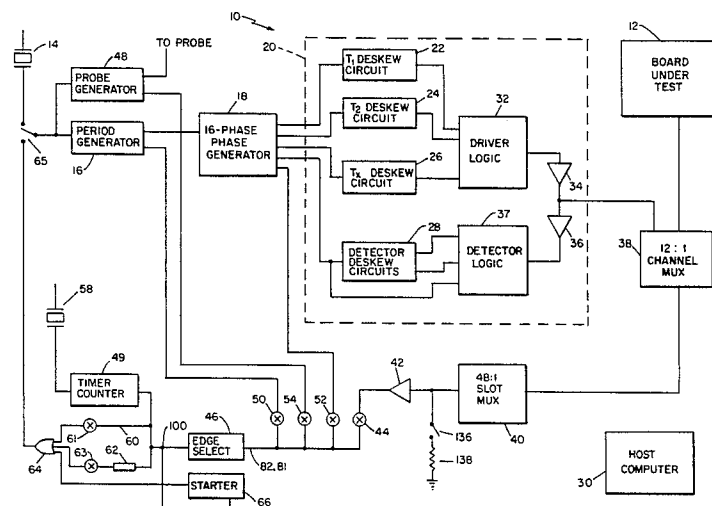 10
14
48
TO PROBE
PROBE GENERATOR
65
PERIOD GENERATOR
16
18
16-PHASE PHASE GENERATOR
20
22
T1 DESKEW CIRCUIT
24
T2 DESKEW CIRCUIT
26
TX DESKEW CIRCUIT
28
DETECTOR DESKEW CIRCUITS
32
DRIVER LOGIC
34
36
37
DETECTOR LOGIC
12
BOARD UNDER TEST
38
12:1 CHANNEL MUX
58
49
TIMER COUNTER
61
60
63
62
64
100
46
EDGE SELECT
STARTER
66
50
54
52
82,81
42
44
136
138
48:1 SLOT MUX
40
30
HOST COMPUTER